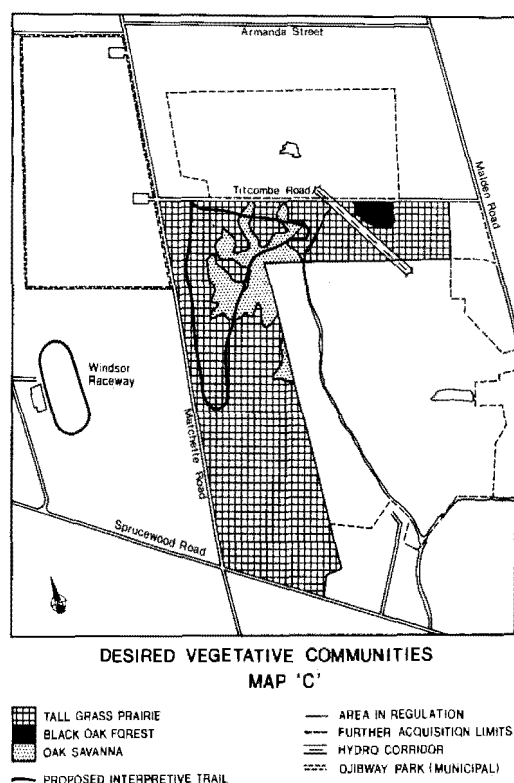 Armanda Street
Malden Road
Titcombe Road
Windsor
Raceway
Matchette Road
Sprucewood Road
DESIRED VEGETATIVE COMMUNITIES
MAP 'C'
TALL GRASS PRAIRIE
BLACK OAK FOREST
OAK SAVANNA
PROPOSED INTERPRETIVE TRAIL
AREA IN REGULATION
FURTHER ACQUISITION LIMITS
HYDRO CORRIDOR
OJIBWAY PARK (MUNICIPAL)